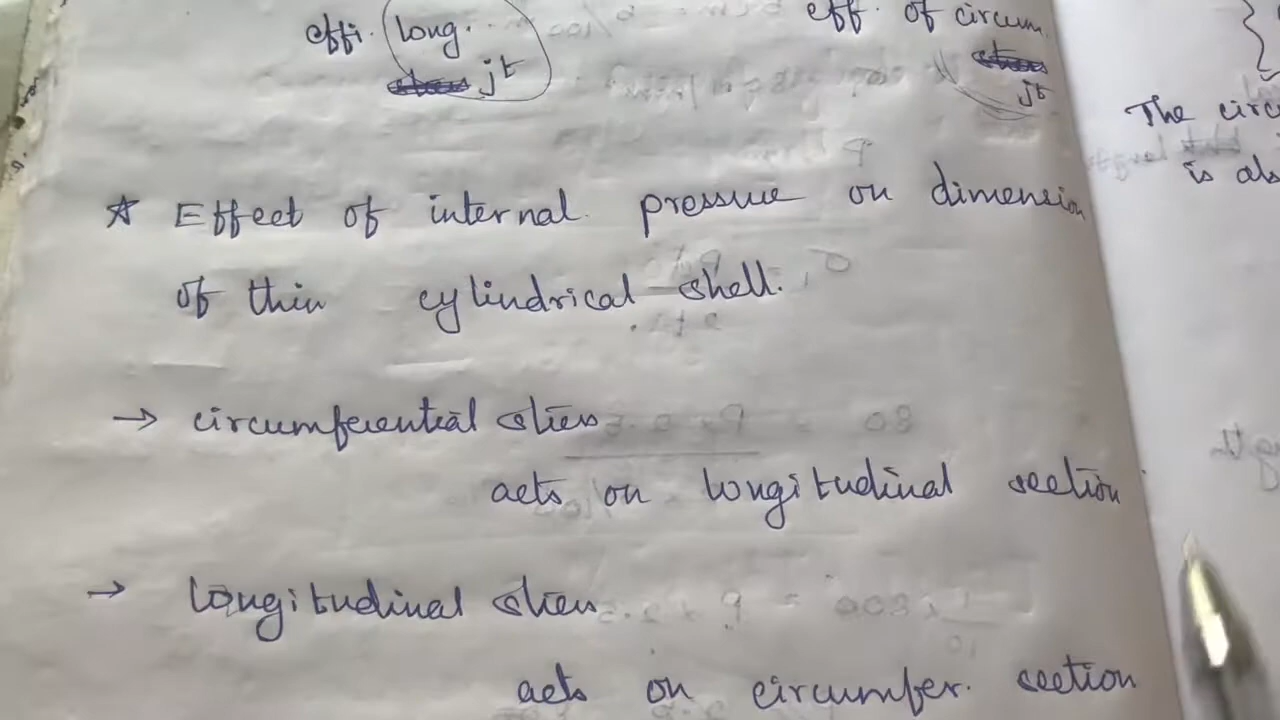 effi. long. eff. of circum.
jt jt
The circ
is als
☆ Effect of internal pressure on dimension
of thin cylindrical shell.
→ circumferential stress
acts on longitudinal section
→ longitudinal stress
acts on circumfer. section